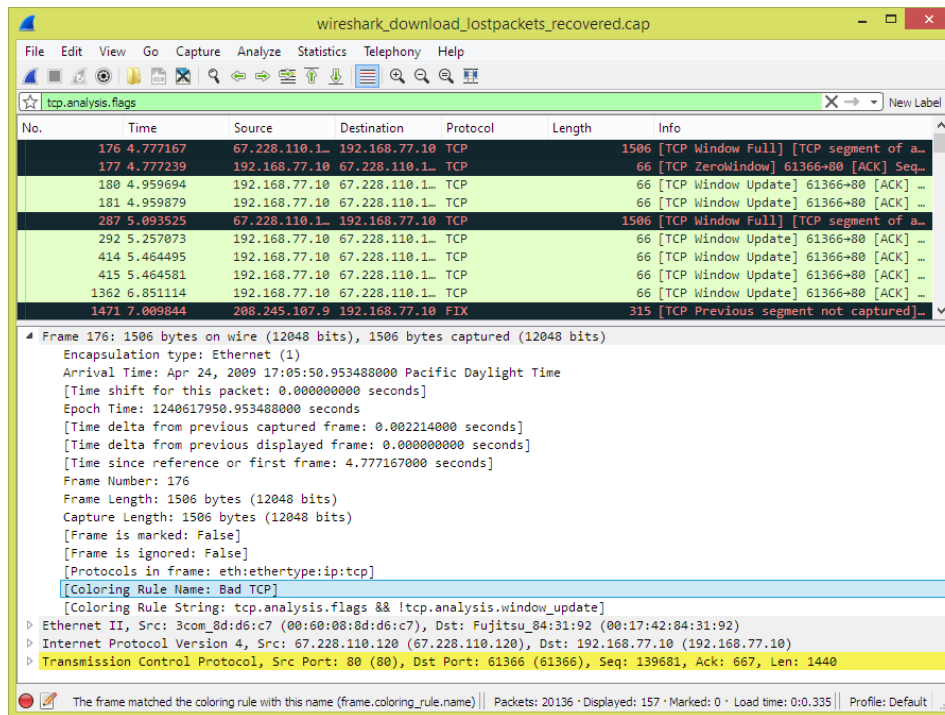 wireshark_download_lostpackets_recovered.cap
File Edit View Go Capture Analyze Statistics Telephony Help
tcp.analysis.flags New Label
No. Time Source Destination Protocol Length Info
176 4.777167 67.228.110.1… 192.168.77.10 TCP 1506 [TCP Window Full] [TCP segment of a…
177 4.777239 192.168.77.10 67.228.110.1… TCP 66 [TCP ZeroWindow] 61366→80 [ACK] Seq…
180 4.959694 192.168.77.10 67.228.110.1… TCP 66 [TCP Window Update] 61366→80 [ACK] …
181 4.959879 192.168.77.10 67.228.110.1… TCP 66 [TCP Window Update] 61366→80 [ACK] …
287 5.093525 67.228.110.1… 192.168.77.10 TCP 1506 [TCP Window Full] [TCP segment of a…
292 5.257073 192.168.77.10 67.228.110.1… TCP 66 [TCP Window Update] 61366→80 [ACK] …
414 5.464495 192.168.77.10 67.228.110.1… TCP 66 [TCP Window Update] 61366→80 [ACK] …
415 5.464581 192.168.77.10 67.228.110.1… TCP 66 [TCP Window Update] 61366→80 [ACK] …
1362 6.851114 192.168.77.10 67.228.110.1… TCP 66 [TCP Window Update] 61366→80 [ACK] …
1471 7.009844 208.245.107.9 192.168.77.10 FIX 315 [TCP Previous segment not captured]…
Frame 176: 1506 bytes on wire (12048 bits), 1506 bytes captured (12048 bits)
Encapsulation type: Ethernet (1)
Arrival Time: Apr 24, 2009 17:05:50.953488000 Pacific Daylight Time
[Time shift for this packet: 0.000000000 seconds]
Epoch Time: 1240617950.953488000 seconds
[Time delta from previous captured frame: 0.002214000 seconds]
[Time delta from previous displayed frame: 0.000000000 seconds]
[Time since reference or first frame: 4.777167000 seconds]
Frame Number: 176
Frame Length: 1506 bytes (12048 bits)
Capture Length: 1506 bytes (12048 bits)
[Frame is marked: False]
[Frame is ignored: False]
[Protocols in frame: eth:ethertype:ip:tcp]
[Coloring Rule Name: Bad TCP]
[Coloring Rule String: tcp.analysis.flags && !tcp.analysis.window_update]
Ethernet II, Src: 3com_8d:d6:c7 (00:60:08:8d:d6:c7), Dst: Fujitsu_84:31:92 (00:17:42:84:31:92)
Internet Protocol Version 4, Src: 67.228.110.120 (67.228.110.120), Dst: 192.168.77.10 (192.168.77.10)
Transmission Control Protocol, Src Port: 80 (80), Dst Port: 61366 (61366), Seq: 139681, Ack: 667, Len: 1440
The frame matched the coloring rule with this name (frame.coloring_rule.name) Packets: 20136 · Displayed: 157 · Marked: 0 · Load time: 0:0.335 Profile: Default